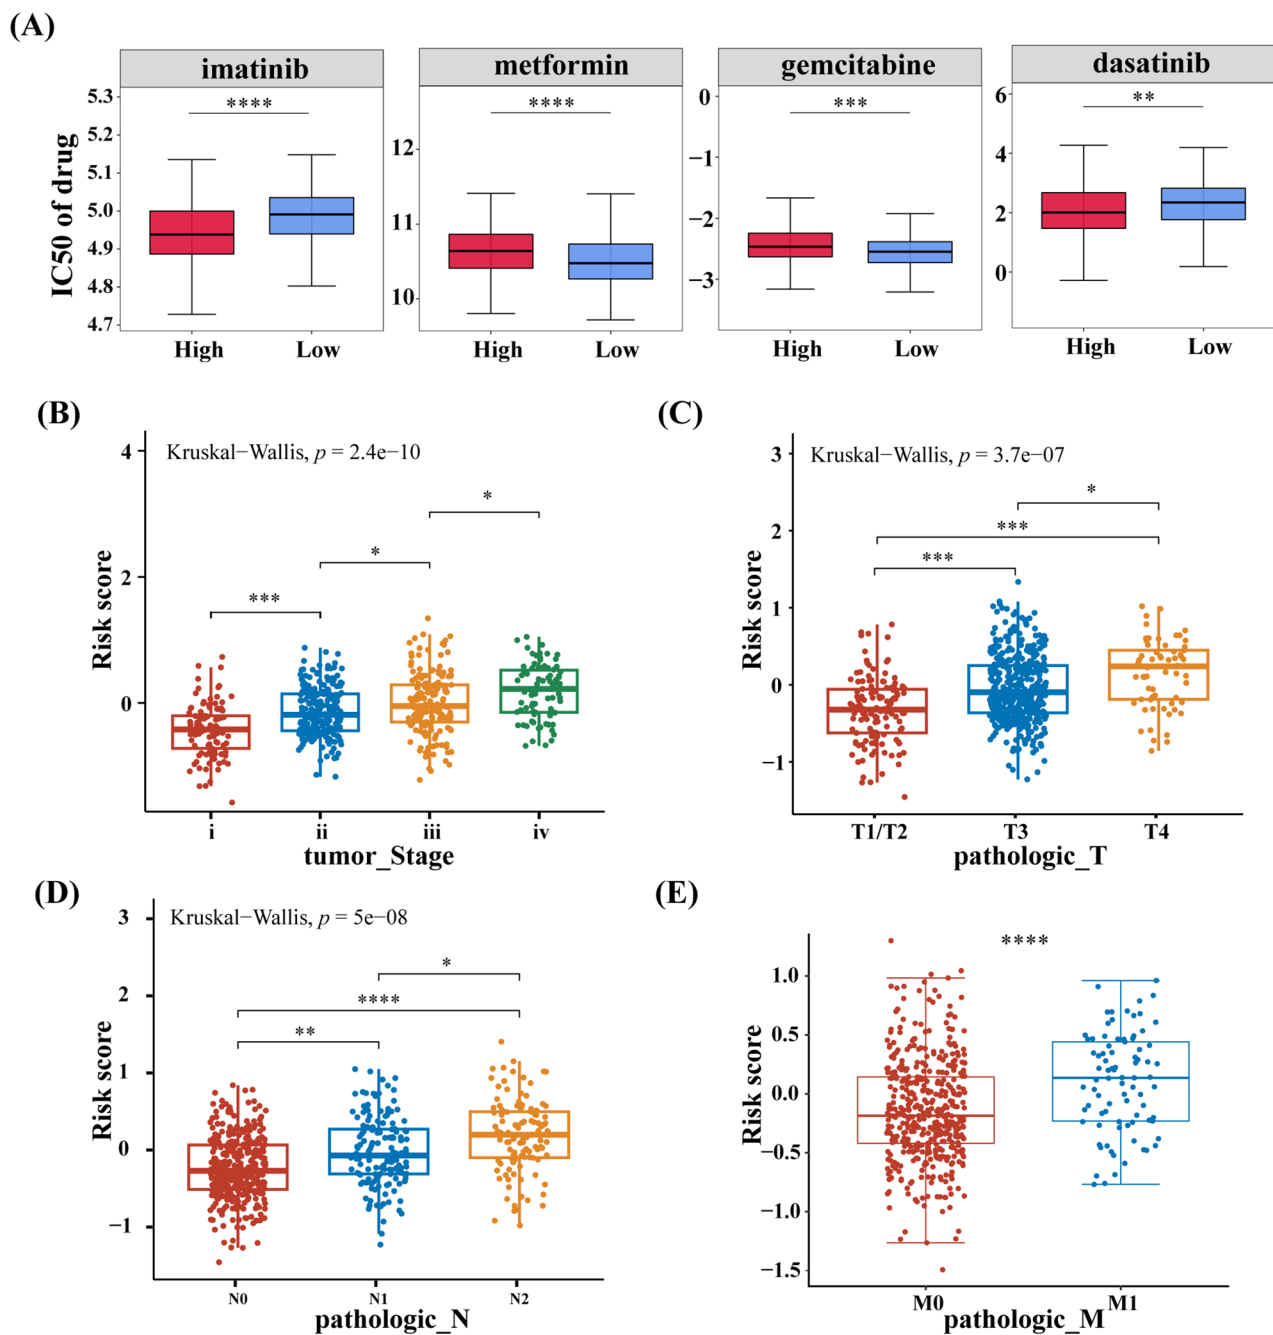 (A)
imatinib metformin gemcitabine dasatinib
**** **** *** **
IC50 of drug
5.3
5.2
5.1
5.0
4.9
4.8
4.7
12
11
10
0
−1
−2
−3
6
4
2
0
High Low High Low High Low High Low
(B)
Kruskal−Wallis, p = 2.4e−10
*
*
***
Risk score
4
2
0
i ii iii iv
tumor_Stage
(C)
Kruskal−Wallis, p = 3.7e−07
*
***
***
Risk score
3
2
1
0
−1
T1/T2 T3 T4
pathologic_T
(D)
Kruskal−Wallis, p = 5e−08
*
****
**
Risk score
3
2
1
0
−1
N0 N1 N2
pathologic_N
(E)
****
Risk score
1.0
0.5
0.0
−0.5
−1.0
−1.5
M0 M1
pathologic_M